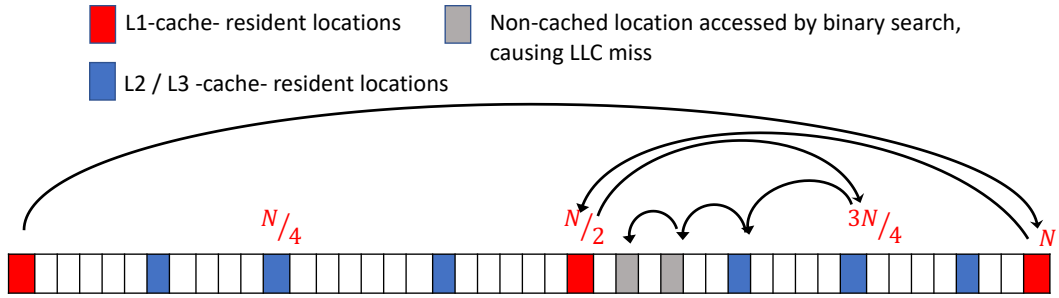 L1-cache- resident locations
Non-cached location accessed by binary search,
causing LLC miss
L2 / L3 -cache- resident locations
N/4
N/2
3N/4
N